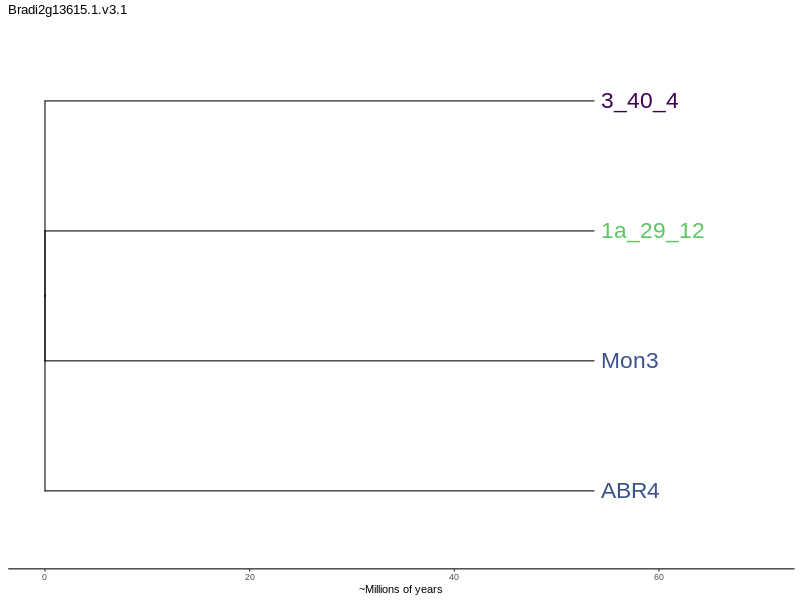 Bradi2g13615.1.v3.1
3_40_4
1a_29_12
Mon3
ABR4
0 20 40 60
~Millions of years